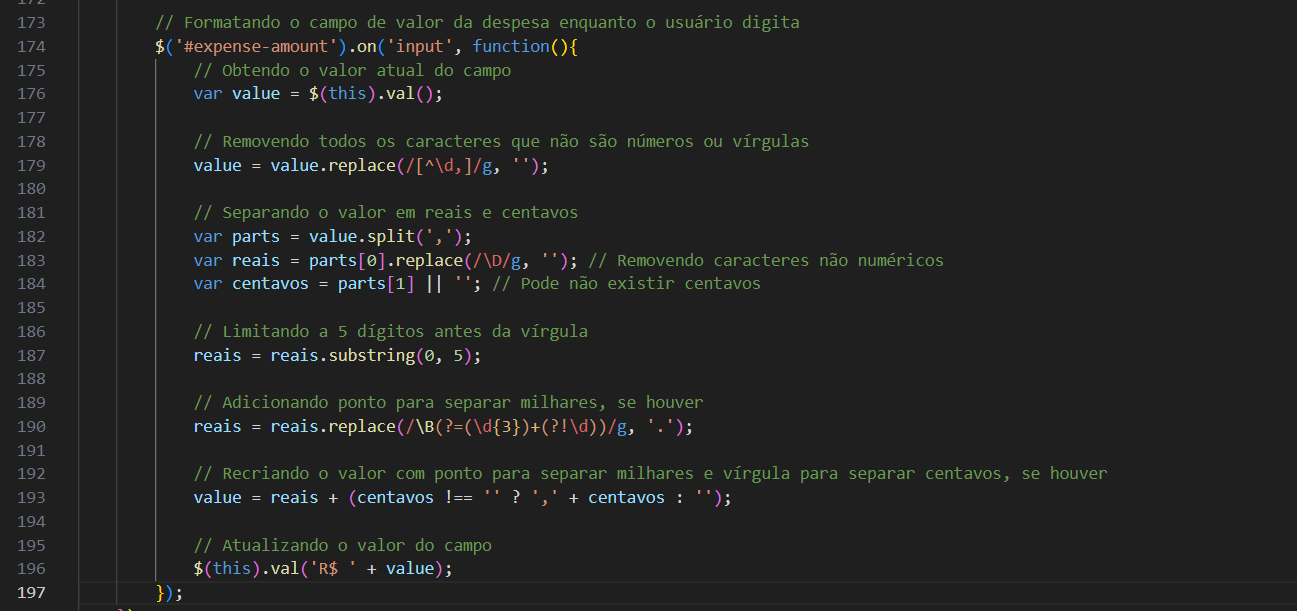 173 // Formatando o campo de valor da despesa enquanto o usuário digita
174 $('#expense-amount').on('input', function(){
175 // Obtendo o valor atual do campo
176 var value = $(this).val();
177
178 // Removendo todos os caracteres que não são números ou vírgulas
179 value = value.replace(/[^\d,]/g, '');
180
181 // Separando o valor em reais e centavos
182 var parts = value.split(',');
183 var reais = parts[0].replace(/\D/g, ''); // Removendo caracteres não numéricos
184 var centavos = parts[1] || ''; // Pode não existir centavos
185
186 // Limitando a 5 dígitos antes da vírgula
187 reais = reais.substring(0, 5);
188
189 // Adicionando ponto para separar milhares, se houver
190 reais = reais.replace(/\B(?=(\d{3})+(?!\d))/g, '.');
191
192 // Recriando o valor com ponto para separar milhares e vírgula para separar centavos, se houver
193 value = reais + (centavos !== '' ? ',' + centavos : '');
194
195 // Atualizando o valor do campo
196 $(this).val('R$ ' + value);
197 });